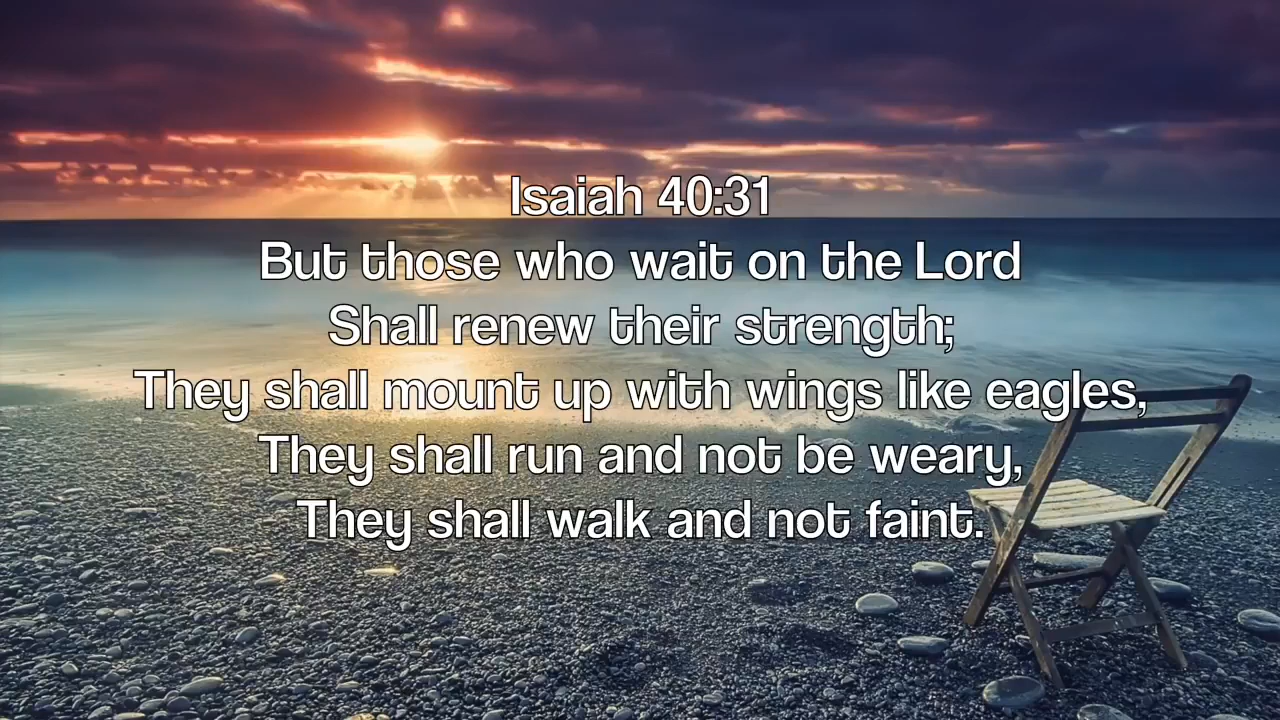 Isaiah 40:31
But those who wait on the Lord
Shall renew their strength;
They shall mount up with wings like eagles,
They shall run and not be weary,
They shall walk and not faint.